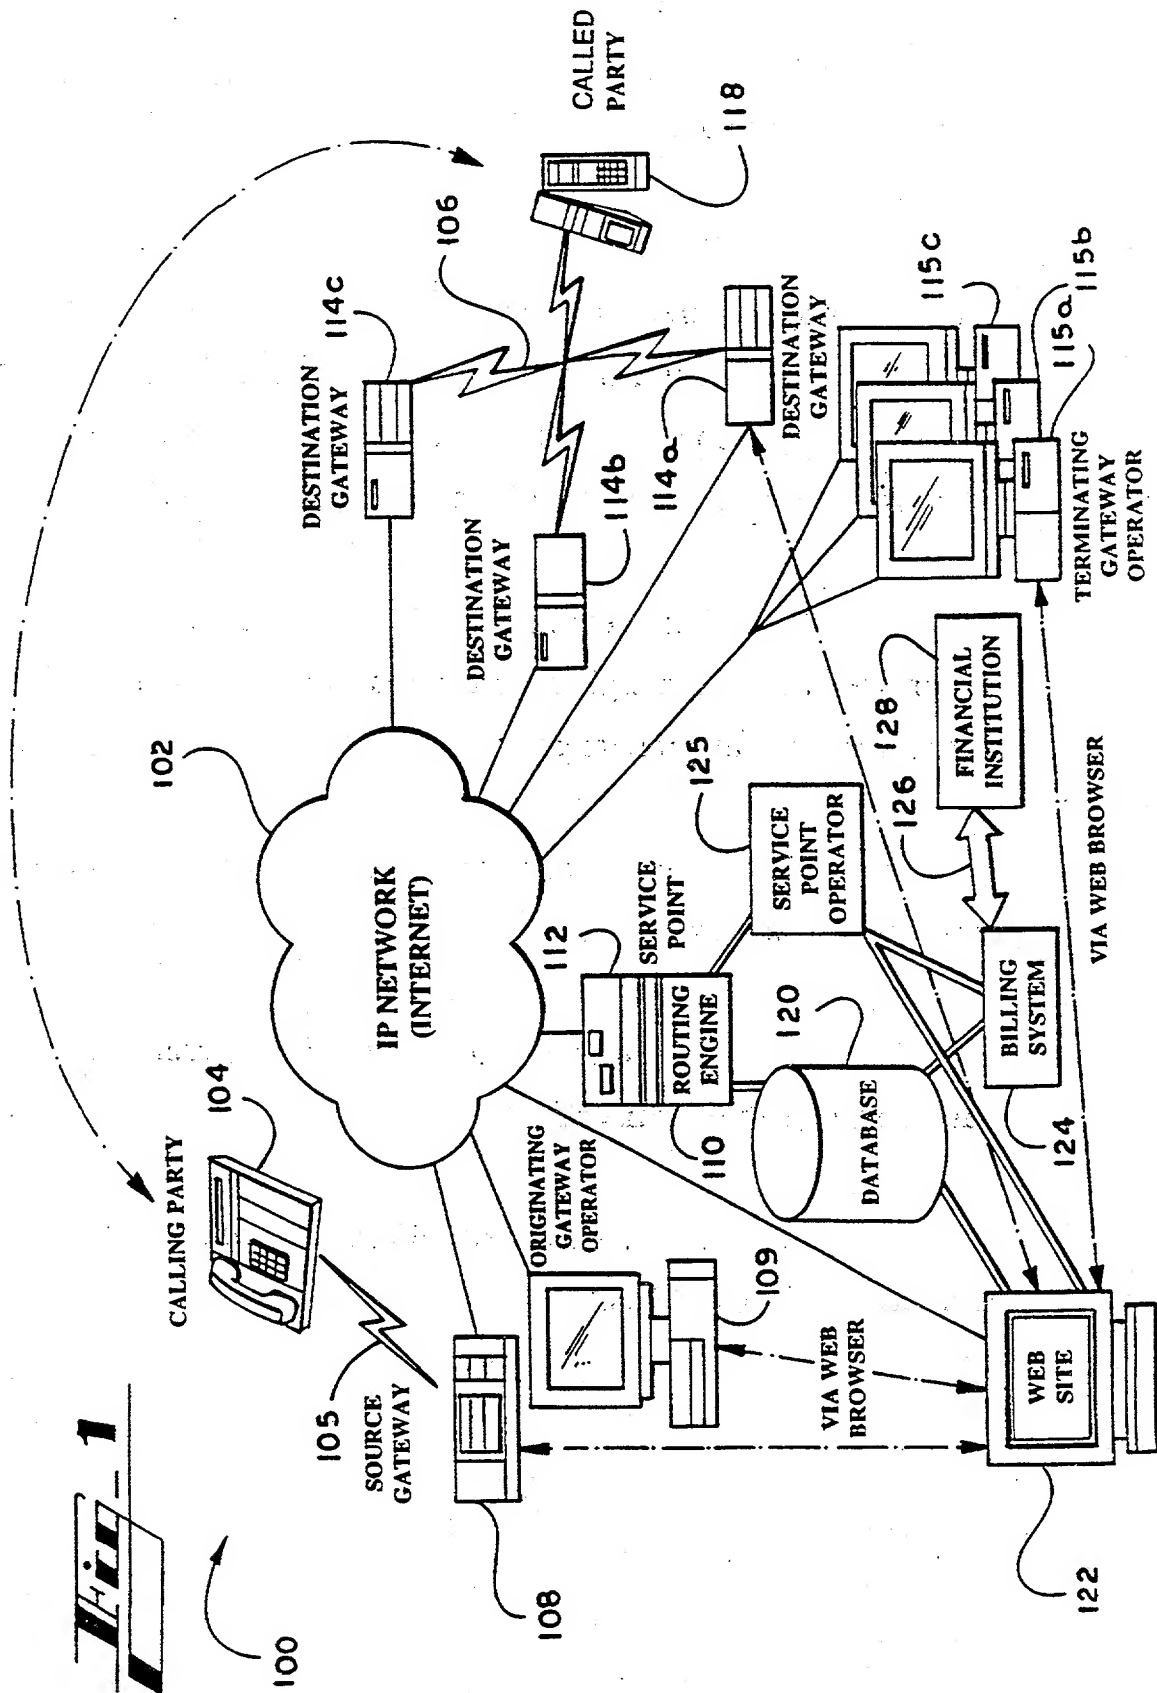 Fig_1
100
CALLING PARTY
104
105
SOURCE
GATEWAY
108
102
IP NETWORK
(INTERNET)
DESTINATION
GATEWAY
114c
106
CALLED
PARTY
118
DESTINATION
GATEWAY
114b
114a
DESTINATION
GATEWAY
ORIGINATING
GATEWAY
OPERATOR
109
112
SERVICE
POINT
ROUTING
ENGINE
110
125
SERVICE
POINT
OPERATOR
120
DATABASE
115c
115a
115b
TERMINATING
GATEWAY
OPERATOR
128
FINANCIAL
INSTITUTION
126
BILLING
SYSTEM
124
VIA WEB
BROWSER
VIA WEB BROWSER
WEB
SITE
122